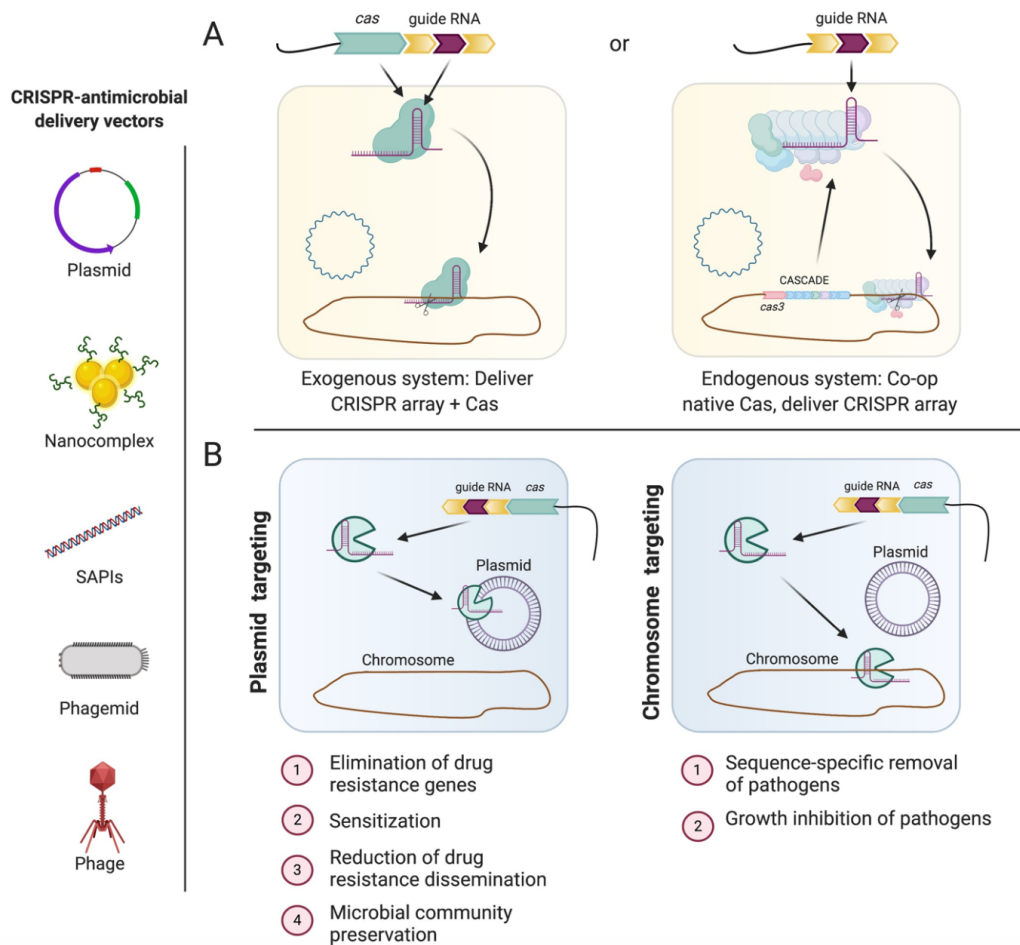 CRISPR-antimicrobial
delivery vectors
Plasmid
Nanocomplex
SAPIs
Phagemid
Phage
A
cas
guide RNA
or
guide RNA
CASCADE
cas3
Exogenous system: Deliver
CRISPR array + Cas
Endogenous system: Co-op
native Cas, deliver CRISPR array
B
Plasmid targeting
guide RNA
cas
Plasmid
Chromosome
1 Elimination of drug
resistance genes
2 Sensitization
3 Reduction of drug
resistance dissemination
4 Microbial community
preservation
Chromosome targeting
guide RNA
cas
Plasmid
Chromosome
1 Sequence-specific removal
of pathogens
2 Growth inhibition of pathogens